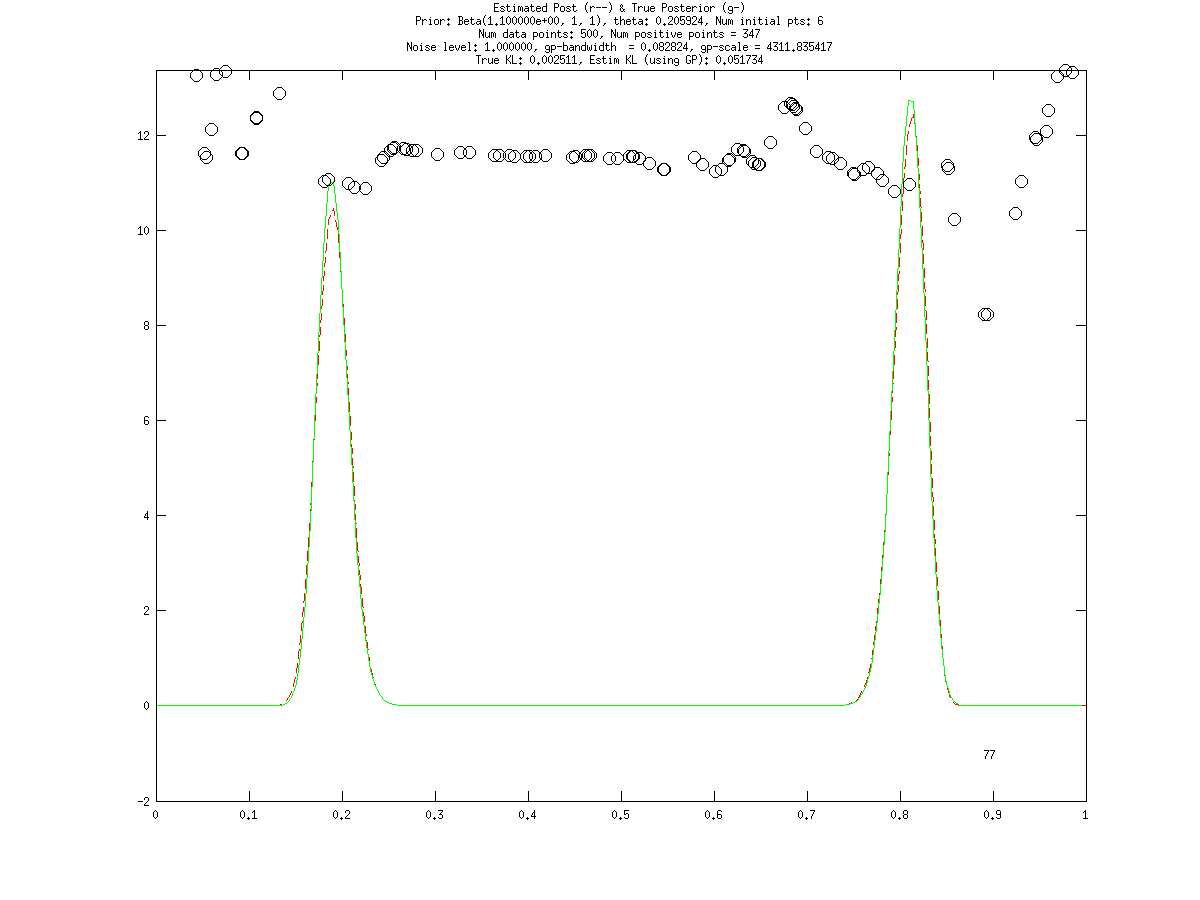 Estimated Post (r--) & True Posterior (g-)
Prior: Beta(1.100000e+00, 1, 1), theta: 0.205924, Num initial pts: 6
Num data points: 500, Num positive points = 347
Noise level: 1.000000, gp-bandwidth  = 0.082824, gp-scale = 4311.835417
True KL: 0.002511, Estim KL (using GP): 0.051734
12
10
8
6
4
2
0
77
-2
0 0.1 0.2 0.3 0.4 0.5 0.6 0.7 0.8 0.9 1